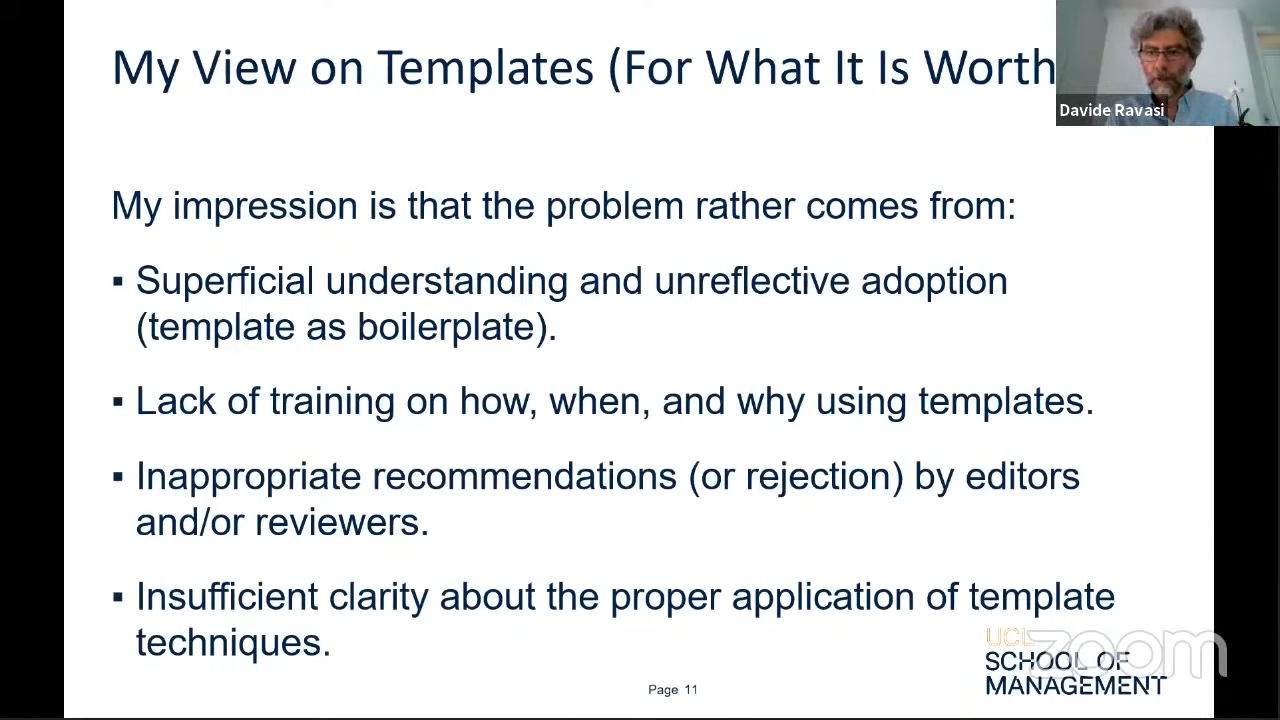 My View on Templates (For What It Is Worth
Davide Ravasi
My impression is that the problem rather comes from:
▪ Superficial understanding and unreflective adoption
(template as boilerplate).
▪ Lack of training on how, when, and why using templates.
▪ Inappropriate recommendations (or rejection) by editors
and/or reviewers.
▪ Insufficient clarity about the proper application of template
techniques.
UCL
zoom
SCHOOL OF
MANAGEMENT
Page 11